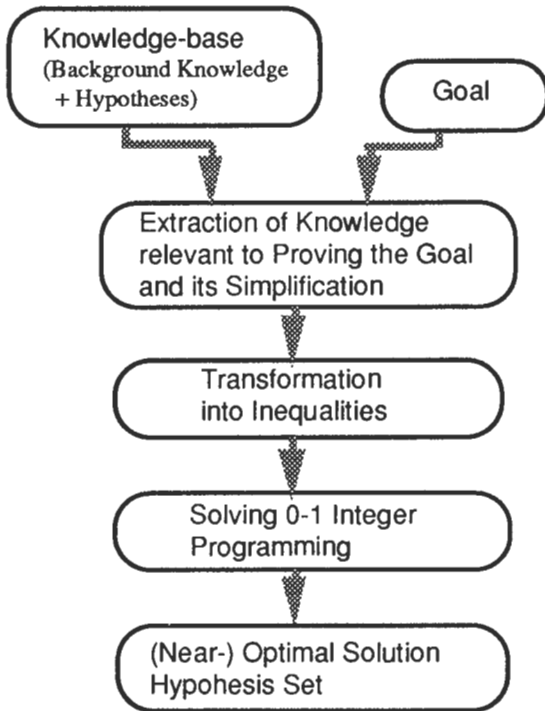 Knowledge-base
(Background Knowledge
+ Hypotheses)
Goal
Extraction of Knowledge
relevant to Proving the Goal
and its Simplification
Transformation
into Inequalities
Solving 0-1 Integer
Programming
(Near-) Optimal Solution
Hypohesis Set